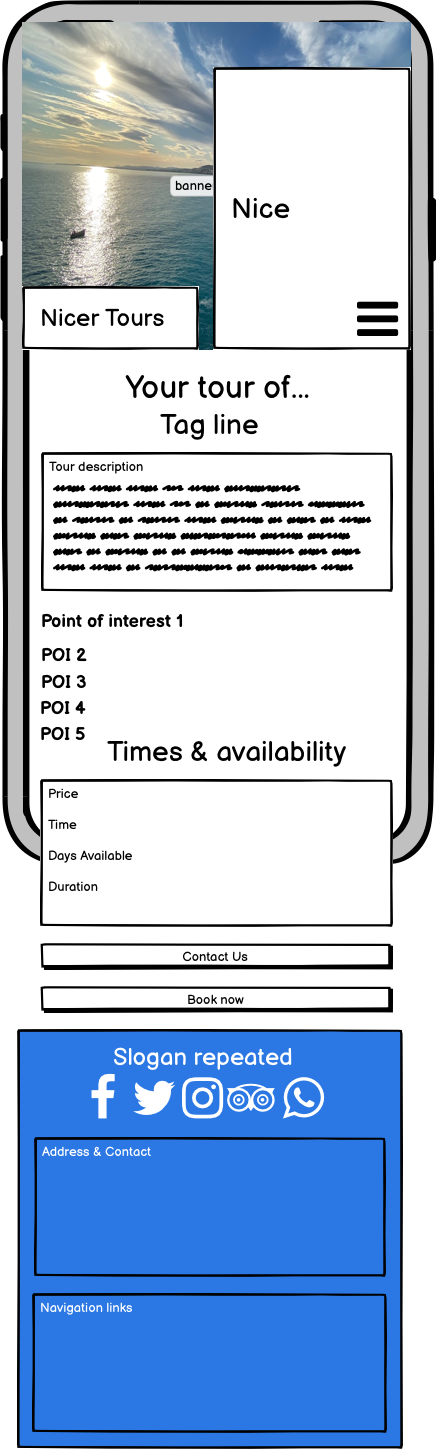 banne
Nice
Nicer Tours
Your tour of...
Tag line
Tour description
Point of interest 1
POI 2
POI 3
POI 4
POI 5
Times & availability
Price
Time
Days Available
Duration
Contact Us
Book now
Slogan repeated
Address & Contact
Navigation links